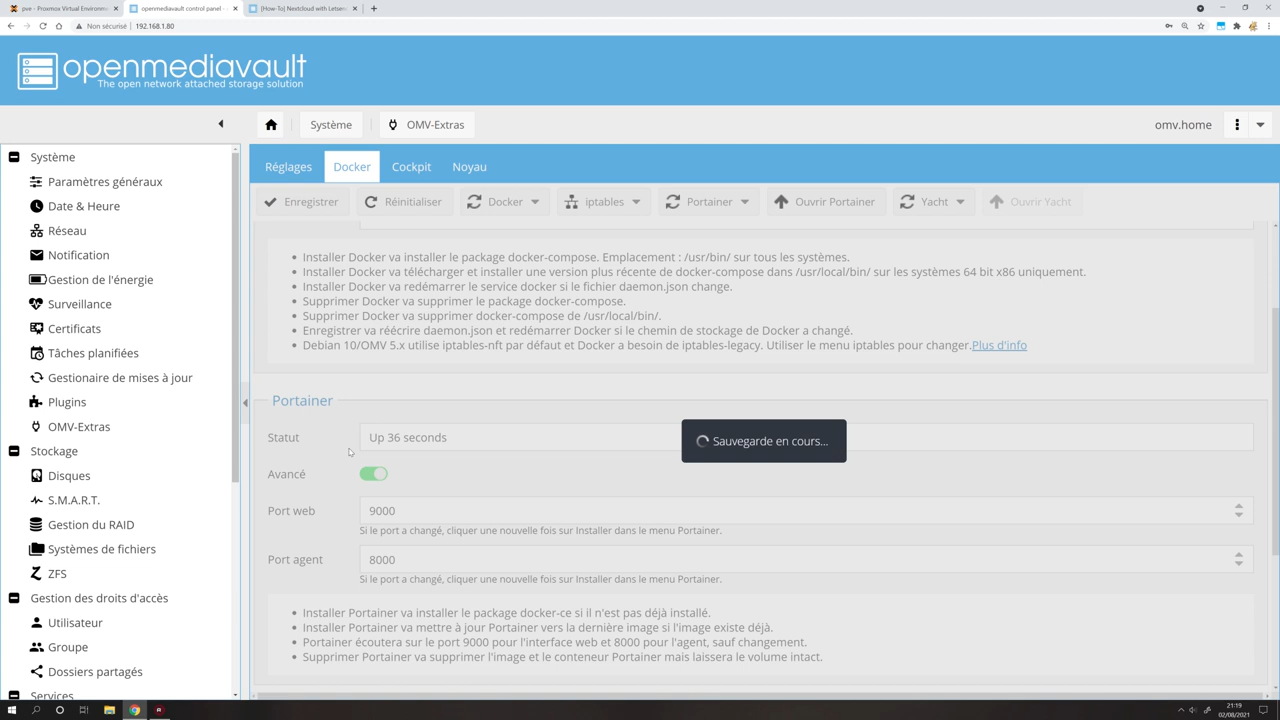 pve - Proxmox Virtual Environm
openmediavault control panel -
[How-To] Nextcloud with Letsen
Non sécurisé
192.168.1.80
openmediavault
The open network attached storage solution
Système
OMV-Extras
omv.home
Système
Paramètres généraux
Date & Heure
Réseau
Notification
Gestion de l'énergie
Surveillance
Certificats
Tâches planifiées
Gestionaire de mises à jour
Plugins
OMV-Extras
Stockage
Disques
S.M.A.R.T.
Gestion du RAID
Systèmes de fichiers
ZFS
Gestion des droits d'accès
Utilisateur
Groupe
Dossiers partagés
Services
Réglages
Docker
Cockpit
Noyau
Enregistrer
Réinitialiser
Docker
iptables
Portainer
Ouvrir Portainer
Yacht
Ouvrir Yacht
Installer Docker va installer le package docker-compose. Emplacement : /usr/bin/ sur tous les systèmes.
Installer Docker va télécharger et installer une version plus récente de docker-compose dans /usr/local/bin/ sur les systèmes 64 bit x86 uniquement.
Installer Docker va redémarrer le service docker si le fichier daemon.json change.
Supprimer Docker va supprimer le package docker-compose.
Supprimer Docker va supprimer docker-compose de /usr/local/bin/.
Enregistrer va réécrire daemon.json et redémarrer Docker si le chemin de stockage de Docker a changé.
Debian 10/OMV 5.x utilise iptables-nft par défaut et Docker a besoin de iptables-legacy. Utiliser le menu iptables pour changer.Plus d'info
Portainer
Statut
Up 36 seconds
Sauvegarde en cours...
Avancé
Port web
9000
Si le port a changé, cliquer une nouvelle fois sur Installer dans le menu Portainer.
Port agent
8000
Si le port a changé, cliquer une nouvelle fois sur Installer dans le menu Portainer.
Installer Portainer va installer le package docker-ce si il n'est pas déjà installé.
Installer Portainer va mettre à jour Portainer vers la dernière image si l'image existe déjà.
Portainer écoutera sur le port 9000 pour l'interface web et 8000 pour l'agent, sauf changement.
Supprimer Portainer va supprimer l'image et le conteneur Portainer mais laissera le volume intact.
21:19
02/08/2021